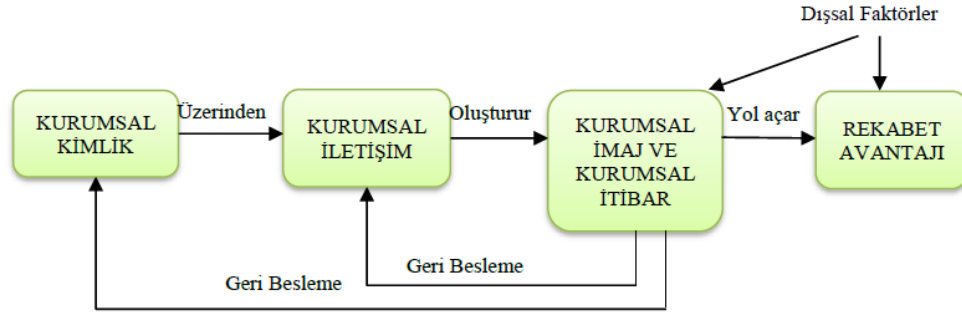 Dışsal Faktörler
KURUMSAL
KİMLİK
Üzerinden
KURUMSAL
İLETİŞİM
Oluşturur
KURUMSAL
İMAJ VE
KURUMSAL
İTİBAR
Yol açar
REKABET
AVANTAJI
Geri Besleme
Geri Besleme